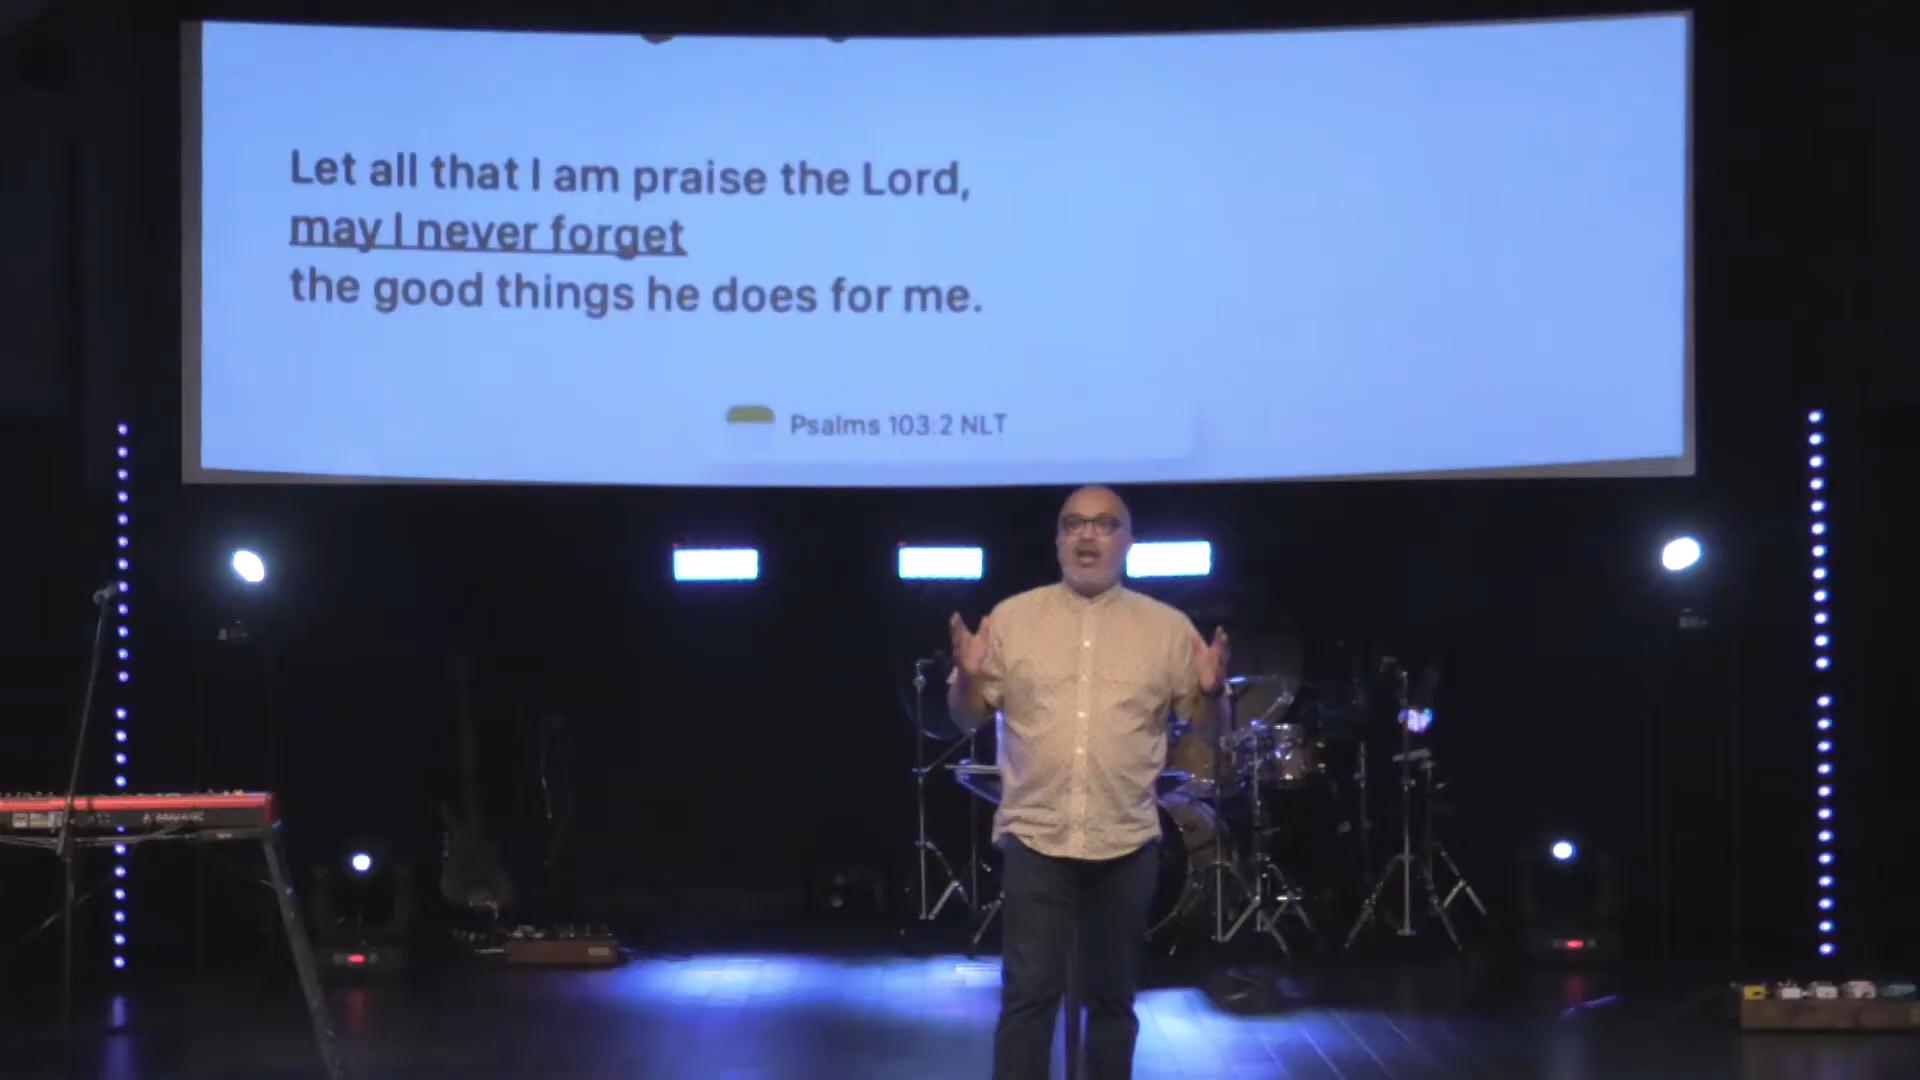 Let all that I am praise the Lord,
may I never forget
the good things he does for me.
Psalms 103:2 NLT